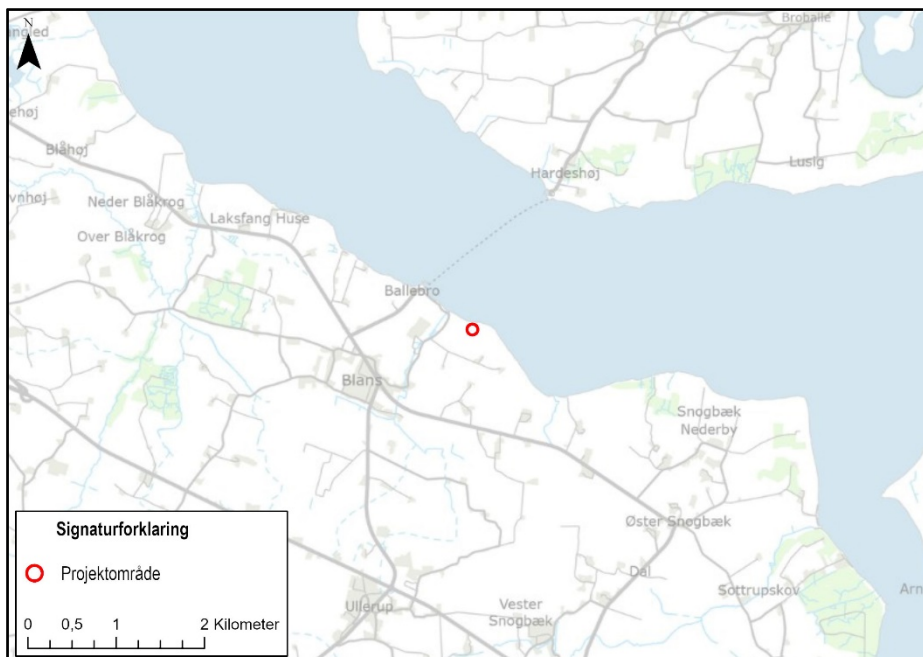 N
Broballe
Blåhøj
Hardeshøj
Lusig
Neder Blåkrog
Laksfang Huse
Over Blåkrog
Ballebro
Blans
Snogbæk
Nederby
Øster Snogbæk
Dal
Sottrupskov
Arn
Ullerup
Vester
Snogbæk
Signaturforklaring
Projektområde
0 0,5 1 2 Kilometer